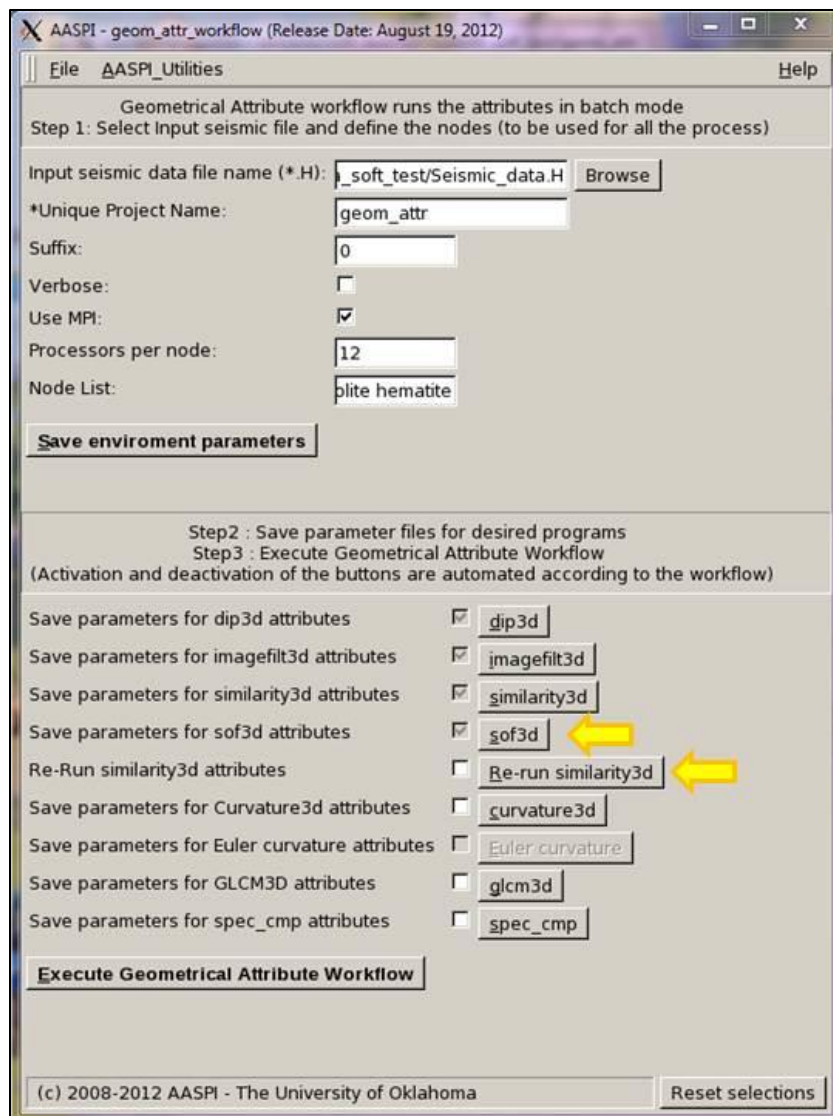 AASPI - geom_attr_workflow (Release Date: August 19, 2012)
File AASPI_Utilities Help
Geometrical Attribute workflow runs the attributes in batch mode
Step 1: Select Input seismic file and define the nodes (to be used for all the process)
Input seismic data file name (*.H): _soft_test/Seismic_data.H Browse
*Unique Project Name: geom_attr
Suffix: 0
Verbose:
Use MPI:
Processors per node: 12
Node List: olite hematite
Save enviroment parameters
Step2 : Save parameter files for desired programs
Step3 : Execute Geometrical Attribute Workflow
(Activation and deactivation of the buttons are automated according to the workflow)
Save parameters for dip3d attributes dip3d
Save parameters for imagefilt3d attributes imagefilt3d
Save parameters for similarity3d attributes similarity3d
Save parameters for sof3d attributes sof3d
Re-Run similarity3d attributes Re-run similarity3d
Save parameters for Curvature3d attributes curvature3d
Save parameters for Euler curvature attributes Euler curvature
Save parameters for GLCM3D attributes glcm3d
Save parameters for spec_cmp attributes spec_cmp
Execute Geometrical Attribute Workflow
(c) 2008-2012 AASPI - The University of Oklahoma Reset selections